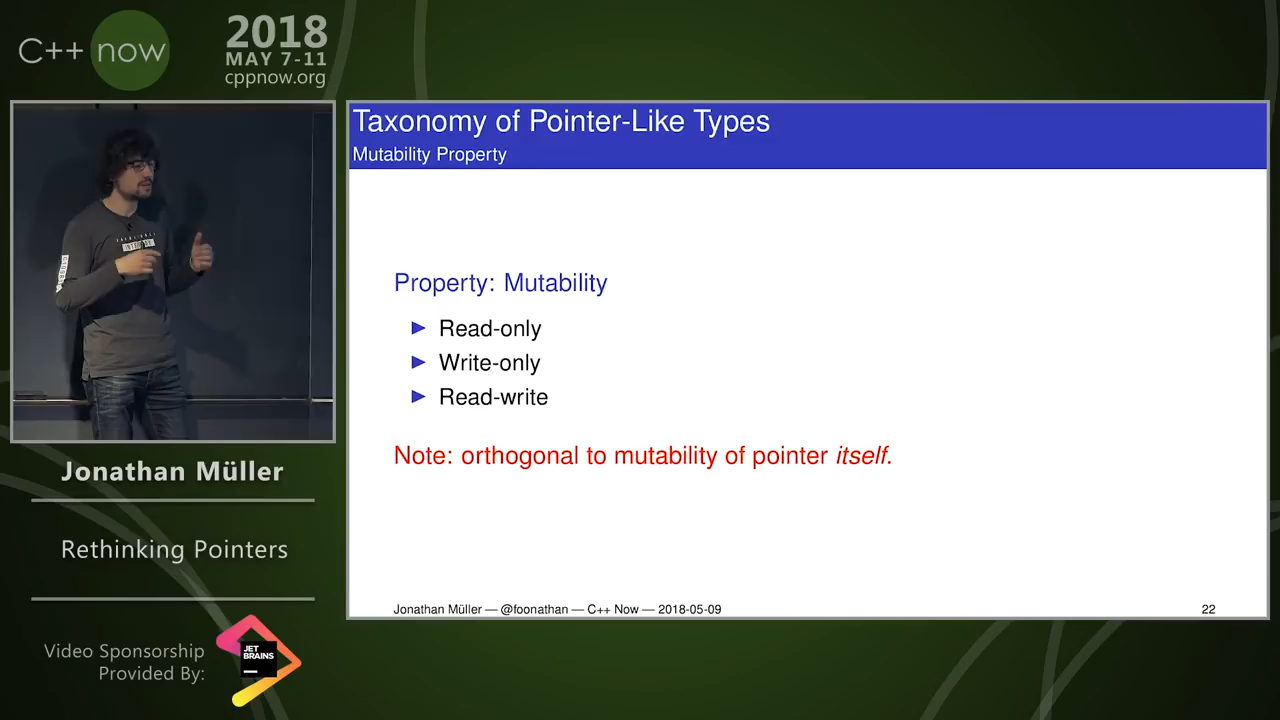 C++ now
2018
MAY 7-11
cppnow.org
Taxonomy of Pointer-Like Types
Mutability Property
Property: Mutability
Read-only
Write-only
Read-write
Note: orthogonal to mutability of pointer itself.
Jonathan Müller — @foonathan — C++ Now — 2018-05-09
22
Jonathan Müller
Rethinking Pointers
Video Sponsorship
Provided By:
JET
BRAINS